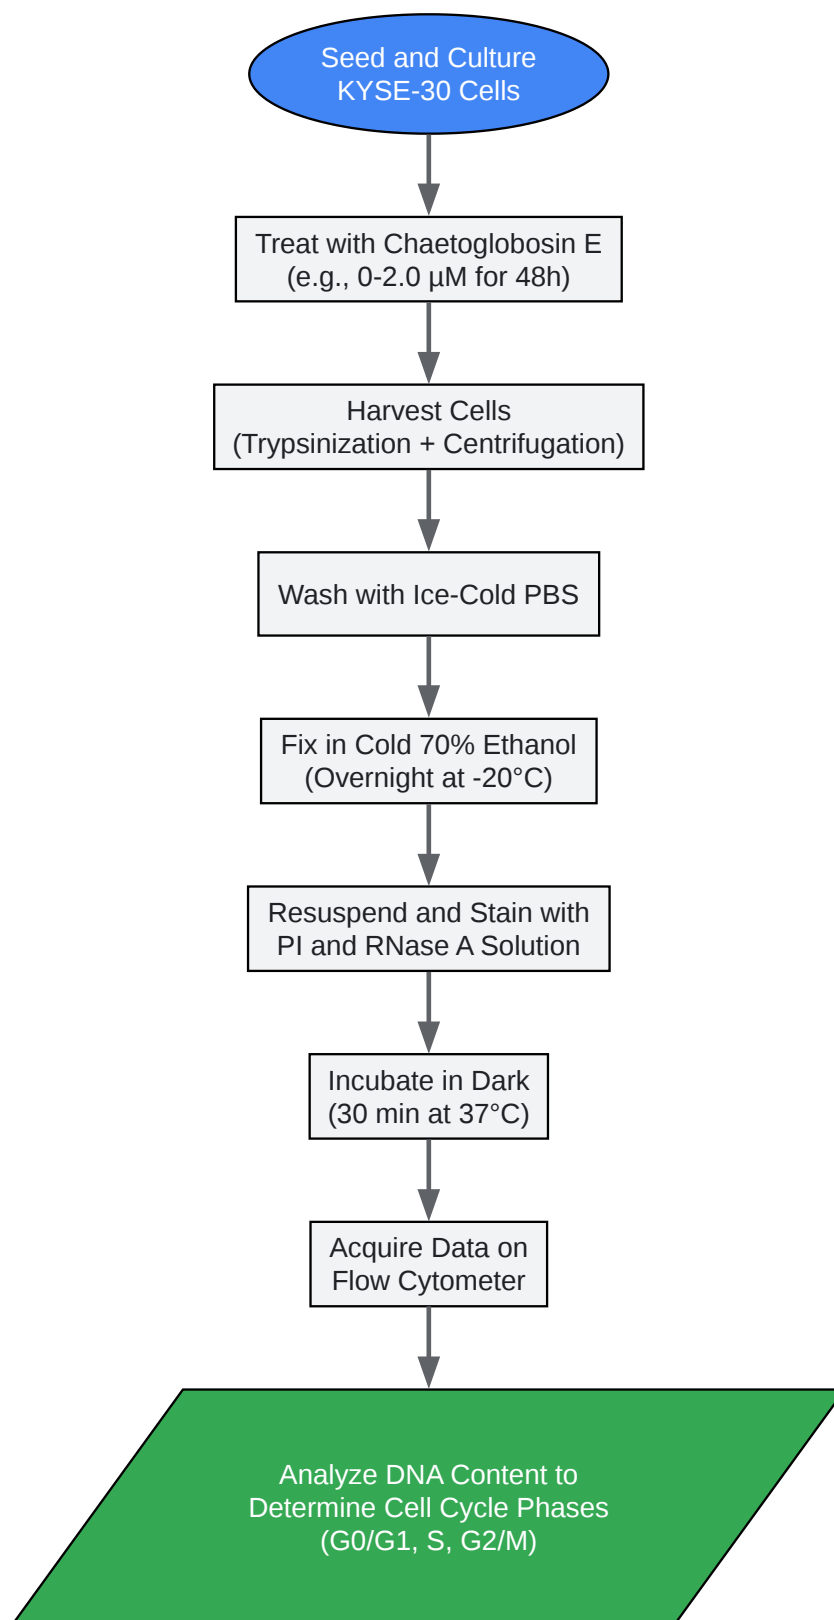 Seed and Culture
KYSE-30 Cells
Treat with Chaetoglobosin E
(e.g., 0-2.0 µM for 48h)
Harvest Cells
(Trypsinization + Centrifugation)
Wash with Ice-Cold PBS
Fix in Cold 70% Ethanol
(Overnight at -20°C)
Resuspend and Stain with
PI and RNase A Solution
Incubate in Dark
(30 min at 37°C)
Acquire Data on
Flow Cytometer
Analyze DNA Content to
Determine Cell Cycle Phases
(G0/G1, S, G2/M)